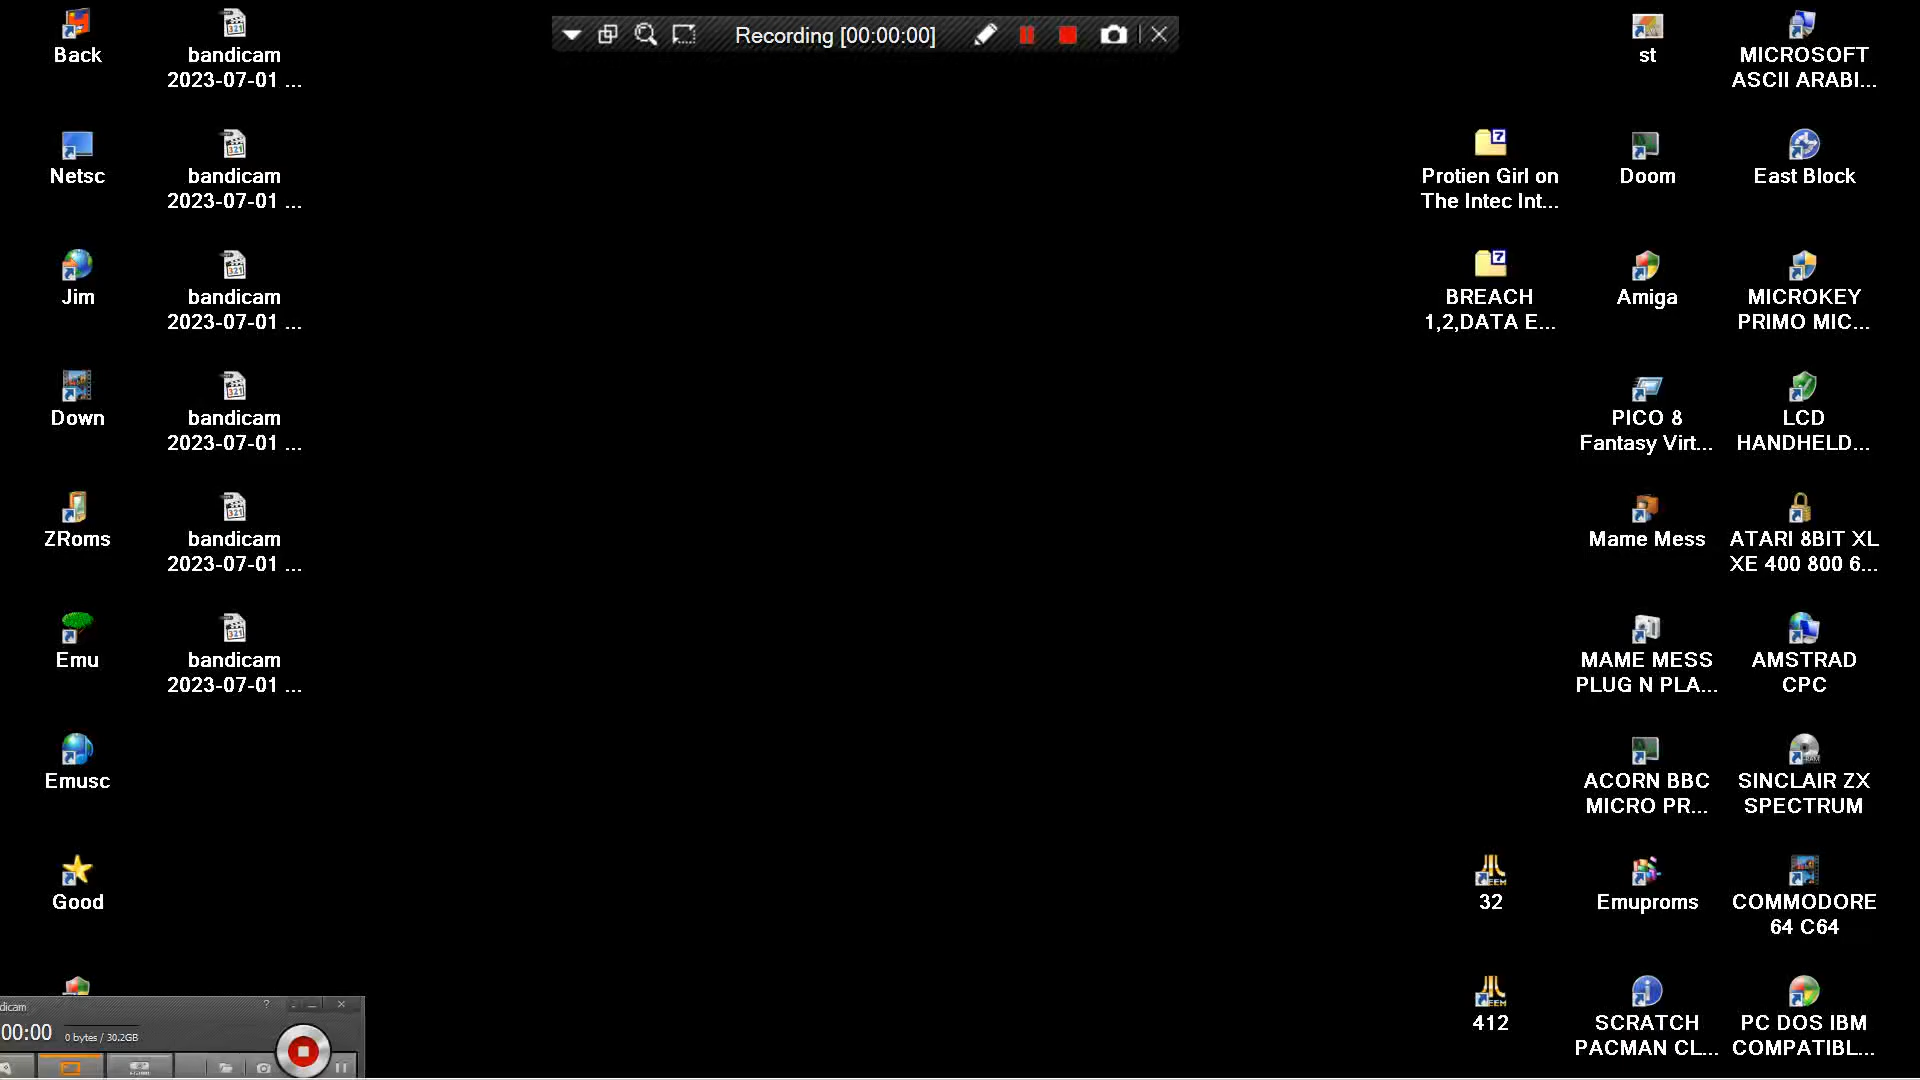 Recording [00:00:00]
Back
Netsc
Jim
Down
ZRoms
Emu
Emusc
Good
bandicam
2023-07-01 ...
bandicam
2023-07-01 ...
bandicam
2023-07-01 ...
bandicam
2023-07-01 ...
bandicam
2023-07-01 ...
bandicam
2023-07-01 ...
Protien Girl on
The Intec Int...
BREACH
1,2,DATA E...
32
412
st
Doom
Amiga
PICO 8
Fantasy Virt...
Mame Mess
MAME MESS
PLUG N PLA...
ACORN BBC
MICRO PR...
Emuproms
SCRATCH
PACMAN CL...
MICROSOFT
ASCII ARABI...
East Block
MICROKEY
PRIMO MIC...
LCD
HANDHELD...
ATARI 8BIT XL
XE 400 800 6...
AMSTRAD
CPC
SINCLAIR ZX
SPECTRUM
COMMODORE
64 C64
PC DOS IBM
COMPATIBL...
dicam
00:00
0 bytes / 30.2GB